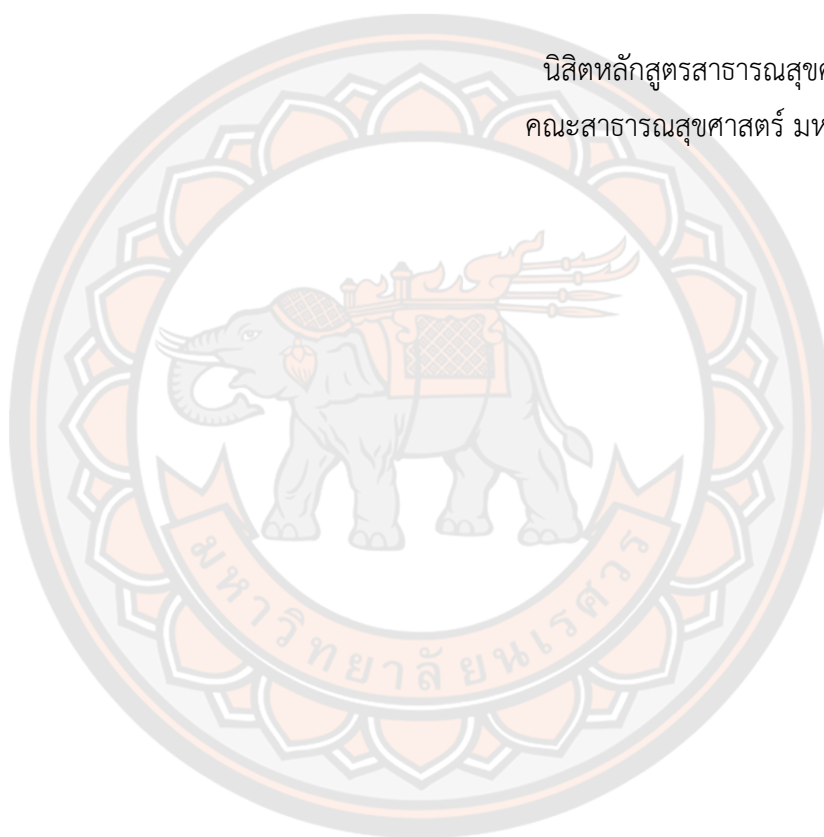 นิสิตหลักสูตรสาธารณสุข
คณะสาธารณสุขศาสตร์
มหาวิทยาลัยนเรศวร